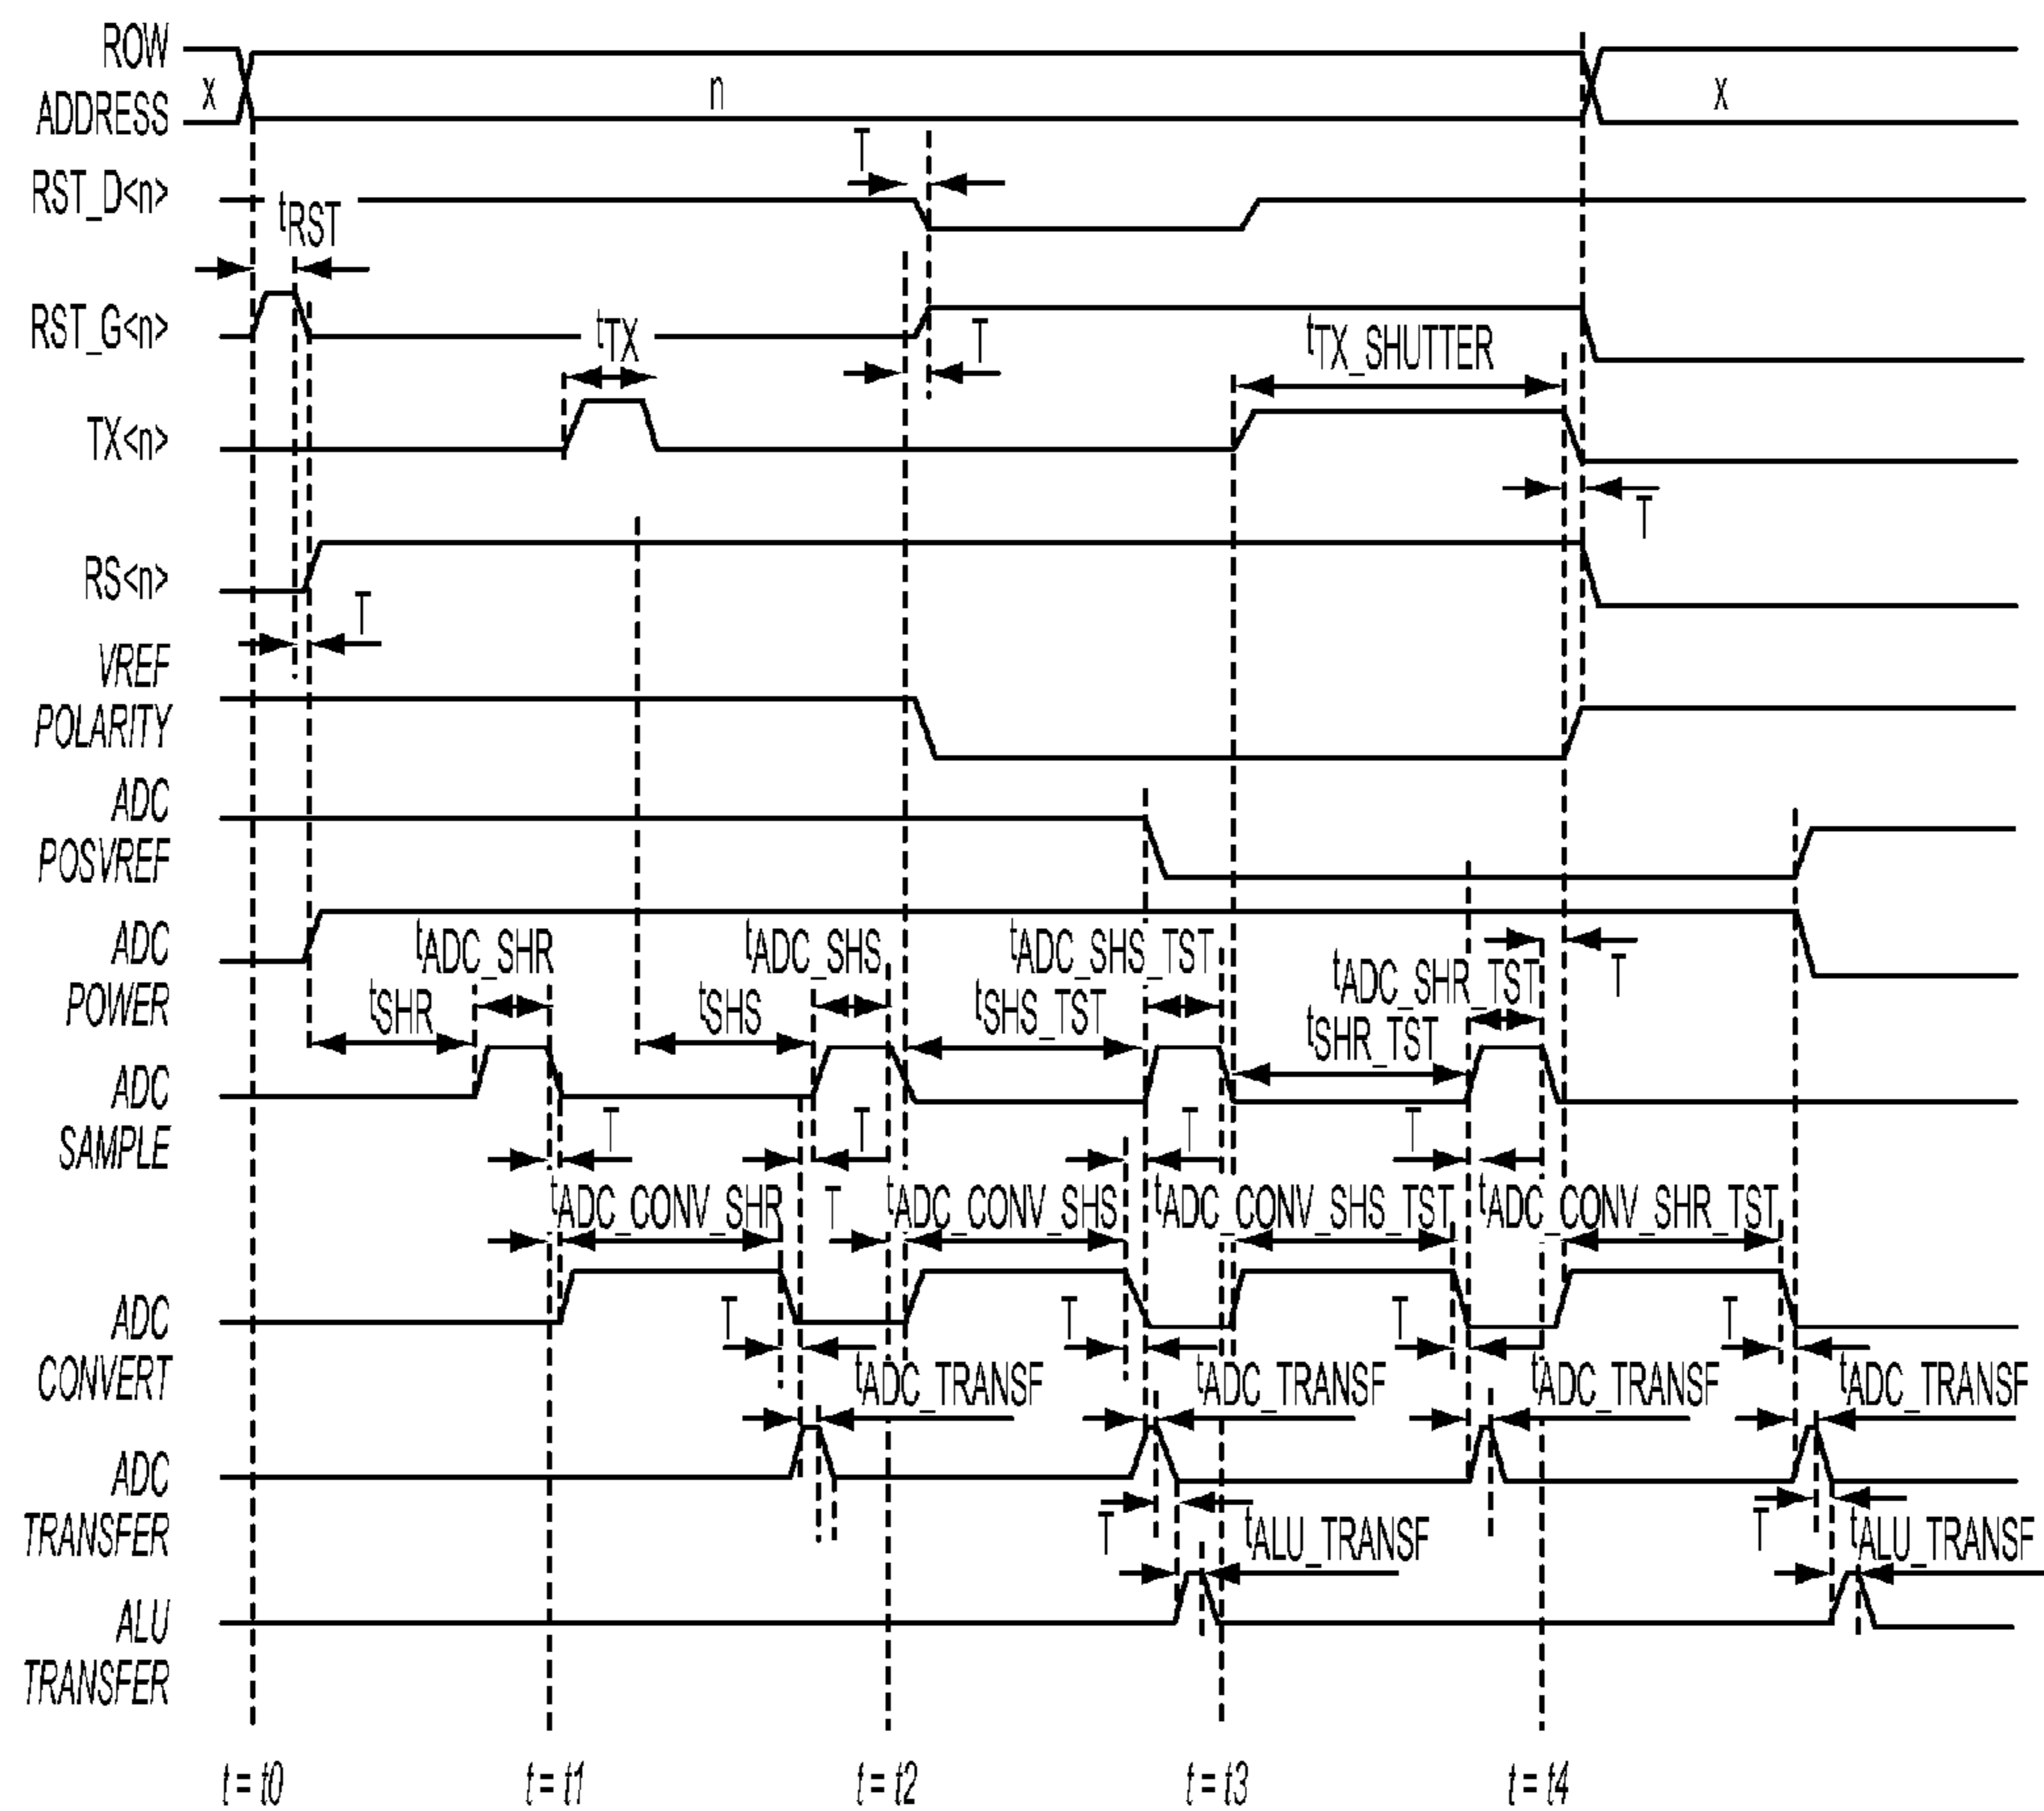 ROW
ADDRESS
x
n
x
T
RST_D<n>
tRST
RST_G<n>
tTX
T
tTX_SHUTTER
TX<n>
T
RS<n>
T
VREF
POLARITY
ADC
POSVREF
ADC
POWER
tADC_SHR
tADC_SHS
tADC_SHS_TST
tADC_SHR_TST
T
tSHR
tSHS
tSHS_TST
tSHR_TST
ADC
SAMPLE
T
T
T
T
tADC_CONV_SHR
T
tADC_CONV_SHS
tADC_CONV_SHS_TST
tADC_CONV_SHR_TST
ADC
CONVERT
T
T
T
T
tADC_TRANSF
tADC_TRANSF
tADC_TRANSF
tADC_TRANSF
ADC
TRANSFER
T
tALU_TRANSF
T
tALU_TRANSF
ALU
TRANSFER
t = t0
t = t1
t = t2
t = t3
t = t4